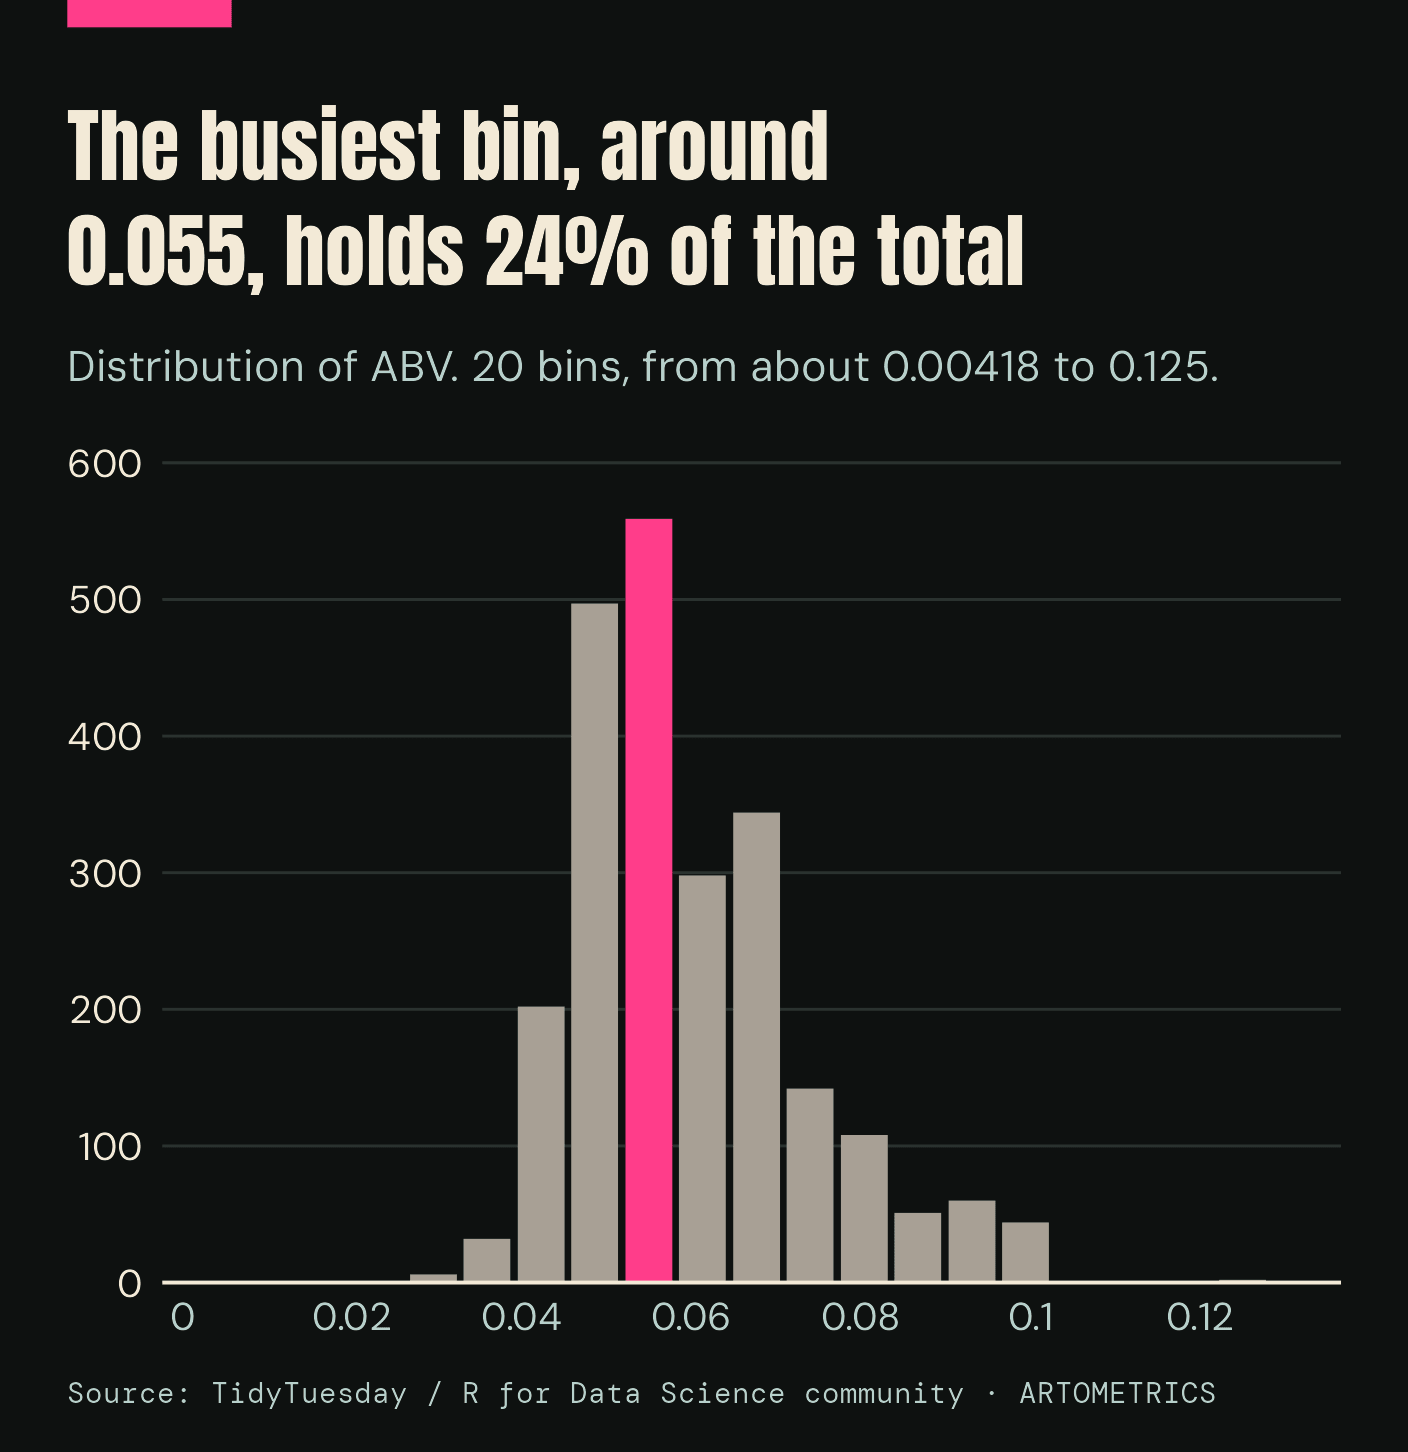 The busiest bin, around
0.055, holds 24% of the total
Distribution of ABV. 20 bins, from about 0.00418 to 0.125.
600
500
400
300
200
100
0
0 0.02 0.04 0.06 0.08 0.1 0.12
Source: TidyTuesday / R for Data Science community · ARTOMETRICS